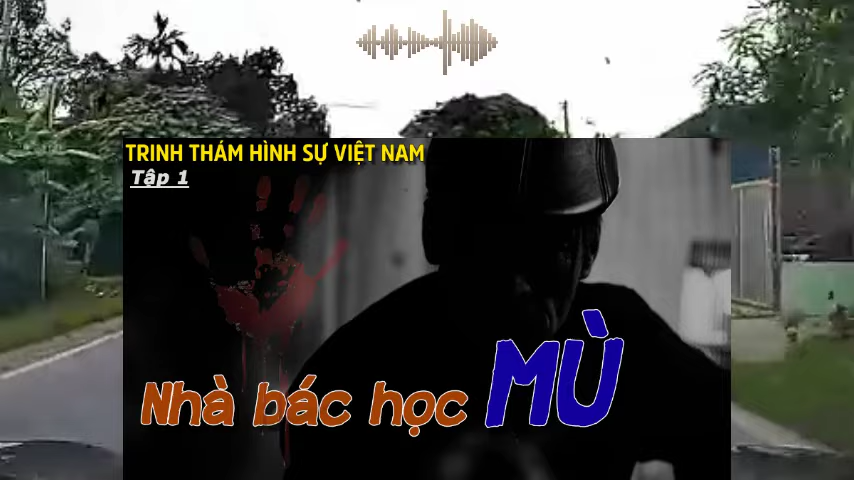 TRINH THÁM HÌNH SỰ VIỆT NAM
Tập 1
Nhà bác học MÙ